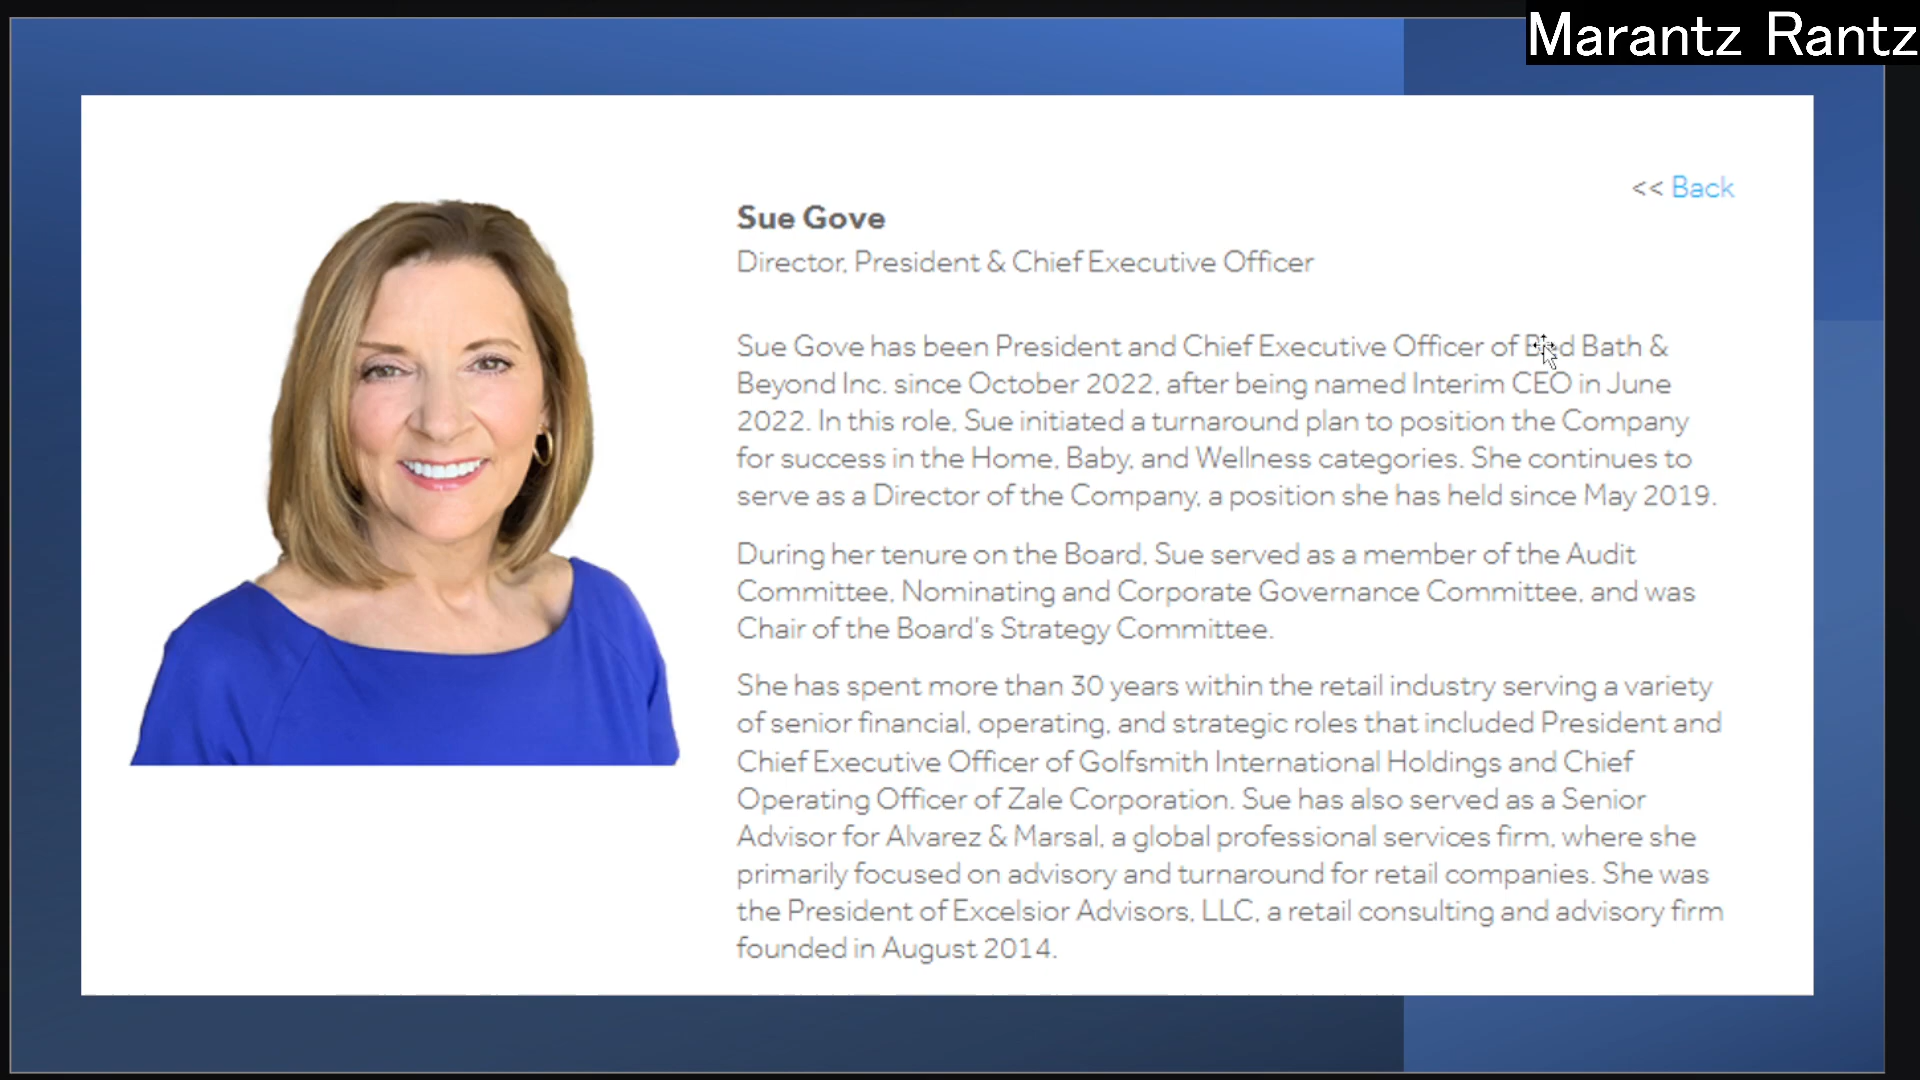 Marantz Rantz
<< Back
Sue Gove
Director, President & Chief Executive Officer
Sue Gove has been President and Chief Executive Officer of Bed Bath &
Beyond Inc. since October 2022, after being named Interim CEO in June
2022. In this role, Sue initiated a turnaround plan to position the Company
for success in the Home, Baby, and Wellness categories. She continues to
serve as a Director of the Company, a position she has held since May 2019.
During her tenure on the Board, Sue served as a member of the Audit
Committee, Nominating and Corporate Governance Committee, and was
Chair of the Board's Strategy Committee.
She has spent more than 30 years within the retail industry serving a variety
of senior financial, operating, and strategic roles that included President and
Chief Executive Officer of Golfsmith International Holdings and Chief
Operating Officer of Zale Corporation. Sue has also served as a Senior
Advisor for Alvarez & Marsal, a global professional services firm, where she
primarily focused on advisory and turnaround for retail companies. She was
the President of Excelsior Advisors, LLC, a retail consulting and advisory firm
founded in August 2014.